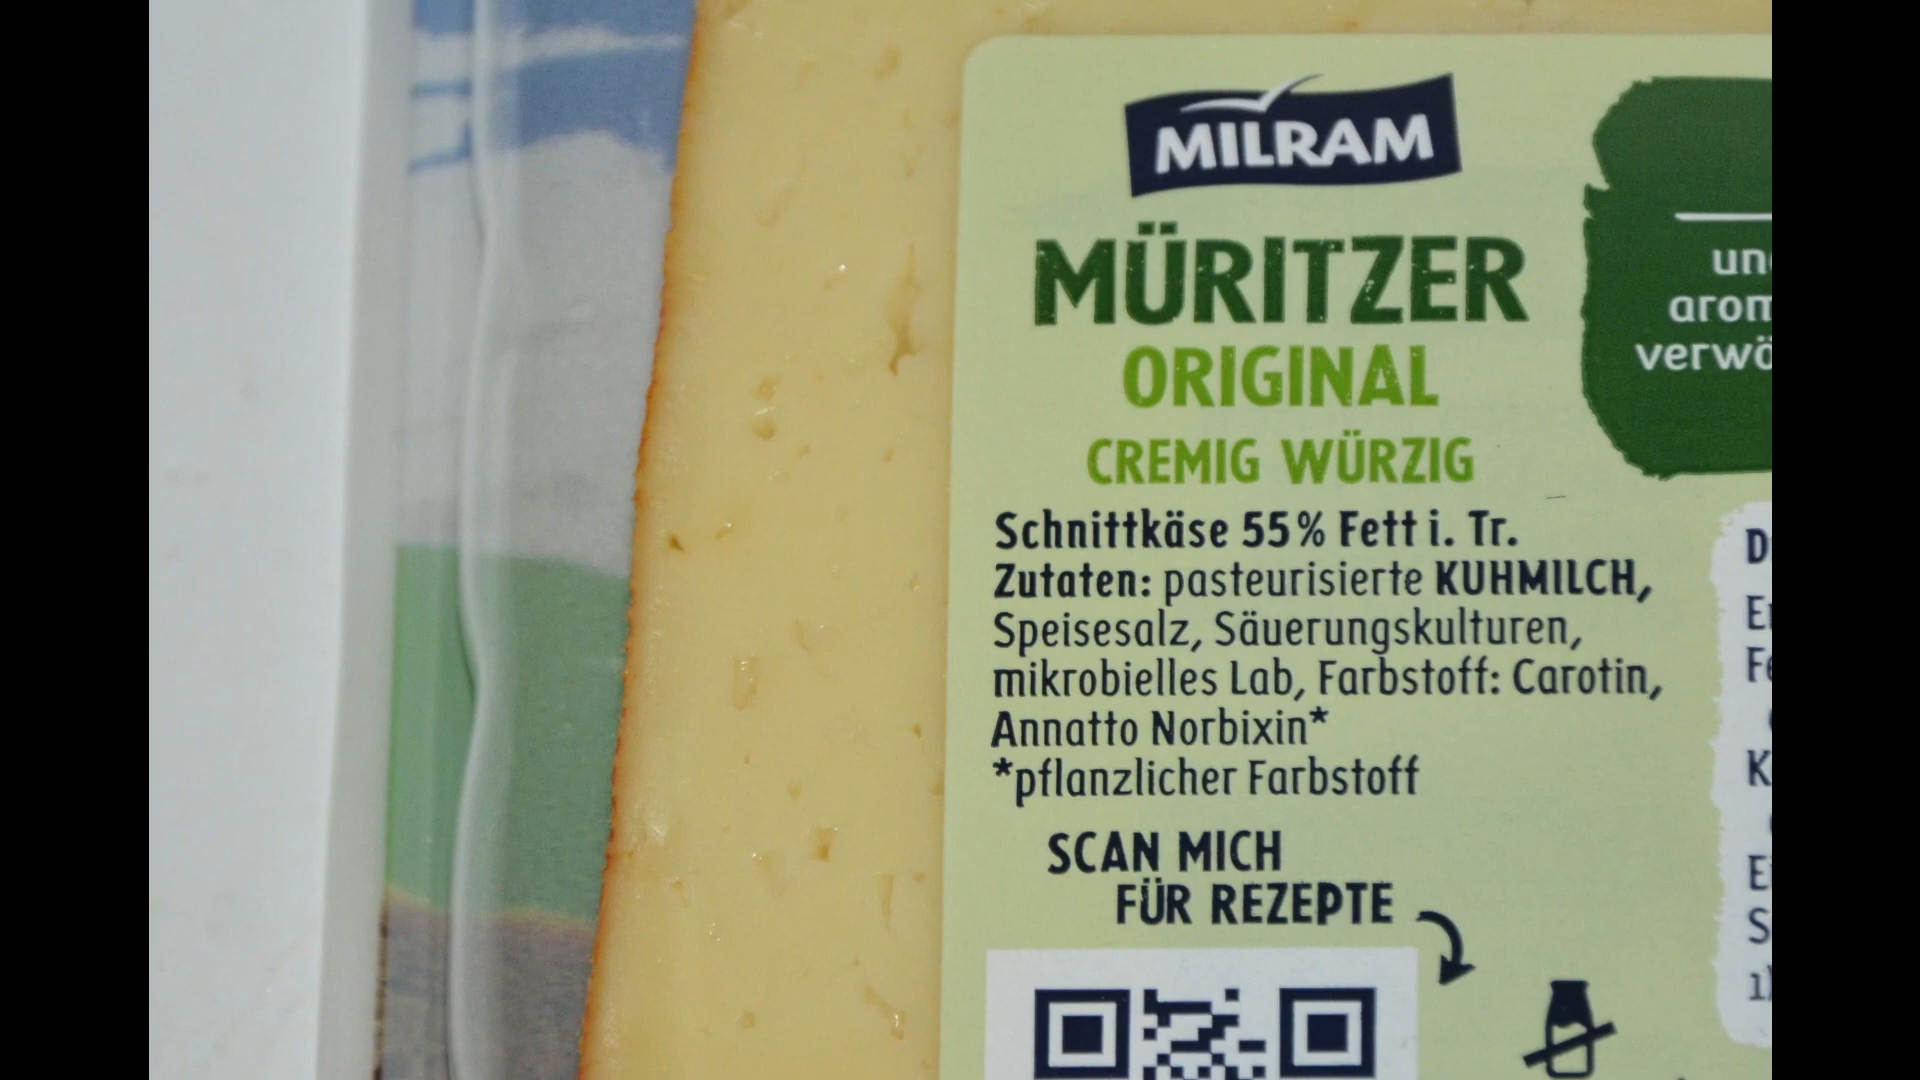 MILRAM
MÜRITZER
ORIGINAL
CREMIG WÜRZIG
Schnittkäse 55% Fett i. Tr.
Zutaten: pasteurisierte KUHMILCH,
Speisesalz, Säuerungskulturen,
mikrobielles Lab, Farbstoff: Carotin,
Annatto Norbixin*
*pflanzlicher Farbstoff
SCAN MICH
FÜR REZEPTE